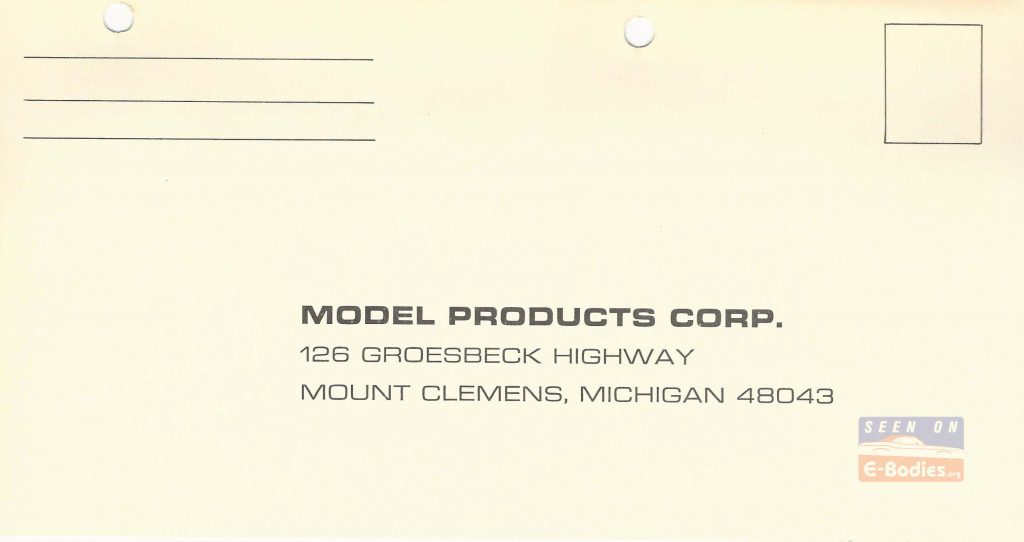 MODEL PRODUCTS CORP.
126 GROESBECK HIGHWAY
MOUNT CLEMENS, MICHIGAN 48043
SEEN ON
E-Bodies.org